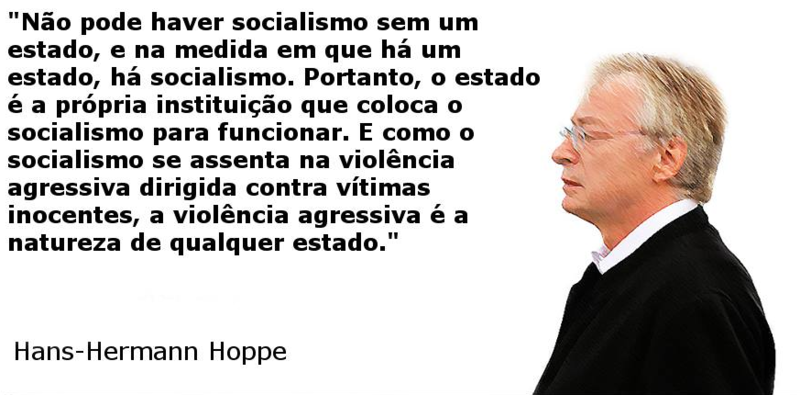 "Não pode haver socialismo sem um
estado, e na medida em que há um
estado, há socialismo. Portanto, o estado
é a própria instituição que coloca o
socialismo para funcionar. E como o
socialismo se assenta na violência
agressiva dirigida contra vítimas
inocentes, a violência agressiva é a
natureza de qualquer estado."
Hans-Hermann Hoppe